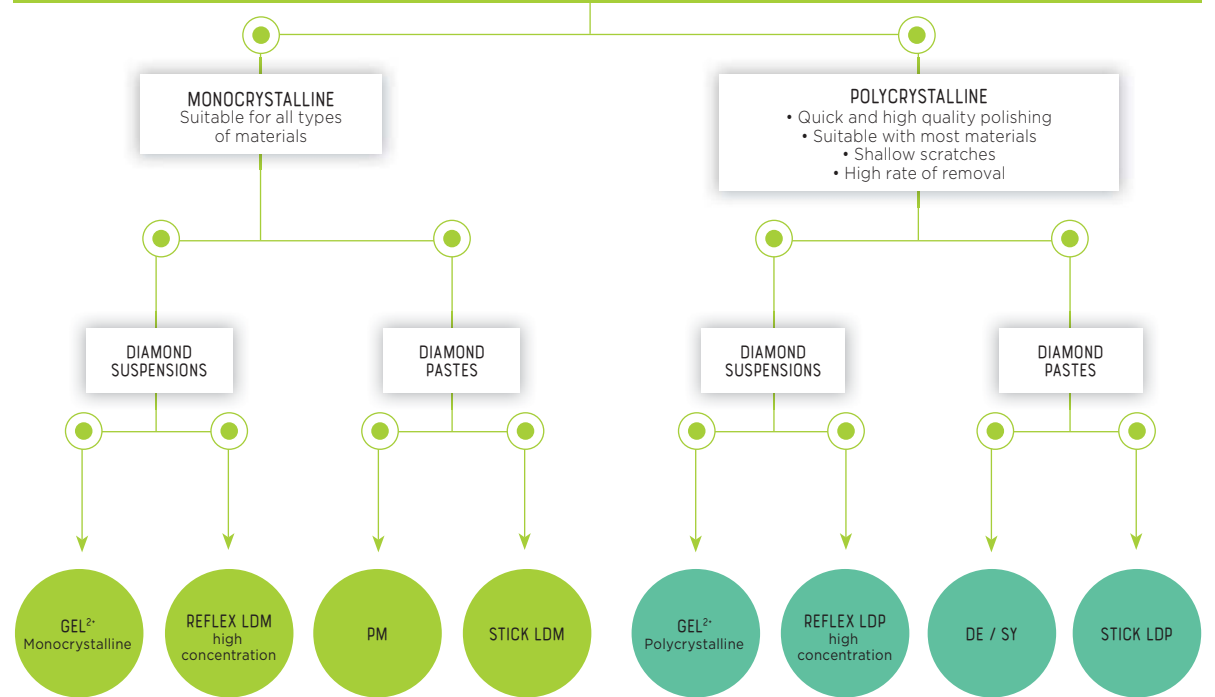 MONOCRYSTALLINE
Suitable for all types
of materials
POLYCRYSTALLINE
• Quick and high quality polishing
• Suitable with most materials
• Shallow scratches
• High rate of removal
DIAMOND
SUSPENSIONS
DIAMOND
PASTES
DIAMOND
SUSPENSIONS
DIAMOND
PASTES
GEL²⁺
Monocrystalline
REFLEX LDM
high
concentration
PM
STICK LDM
GEL²⁺
Polycrystalline
REFLEX LDP
high
concentration
DE / SY
STICK LDP